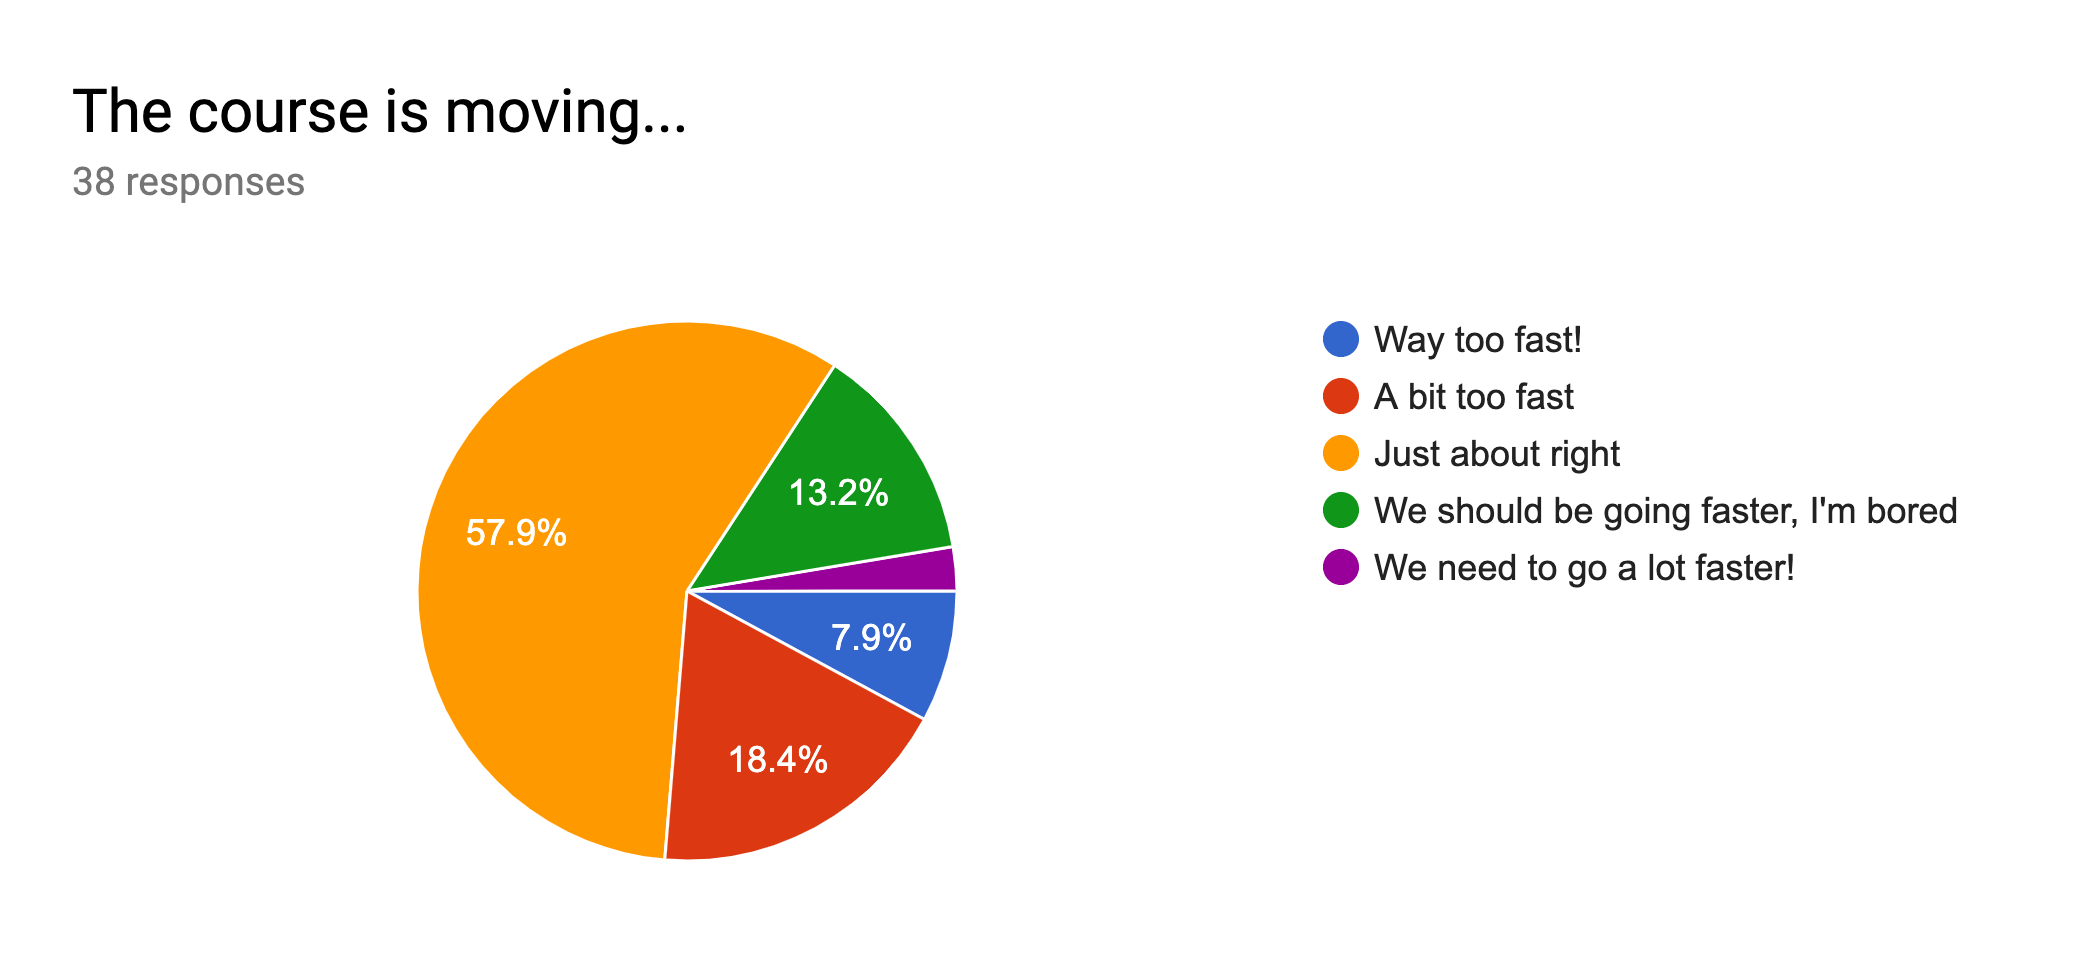 The course is moving...
38 responses
57.9%
13.2%
7.9%
18.4%
Way too fast!
A bit too fast
Just about right
We should be going faster, I'm bored
We need to go a lot faster!